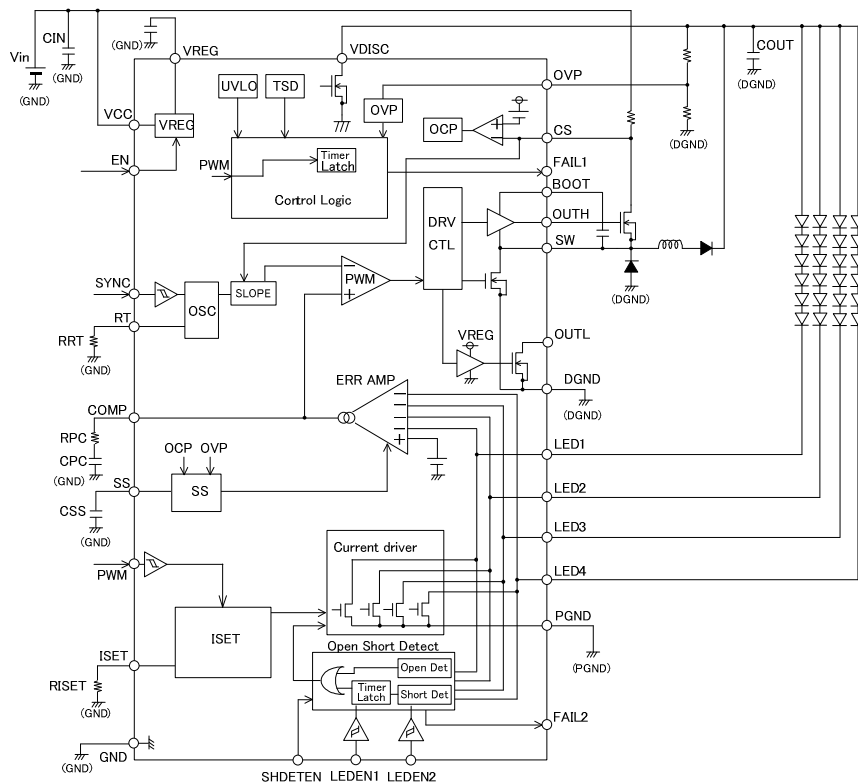 CIN
(GND)
Vin
(GND)
(GND)
VREG
VDISC
COUT
(DGND)
UVLO
TSD
OVP
OVP
(DGND)
VCC
VREG
OCP
+
−
CS
EN
PWM
Timer
Latch
Control Logic
FAIL1
BOOT
DRV
CTL
OUTH
SW
(DGND)
SYNC
OSC
SLOPE
−
PWM
+
RT
RRT
(GND)
VREG
OUTL
DGND
(DGND)
ERR AMP
−
−
−
−
+
COMP
RPC
CPC
(GND)
OCP OVP
SS
SS
CSS
(GND)
LED1
LED2
LED3
LED4
PWM
Current driver
ISET
PGND
(PGND)
ISET
RISET
(GND)
Open Short Detect
Open Det
Timer
Latch
Short Det
FAIL2
GND
(GND)
SHDETEN
LEDEN1
LEDEN2